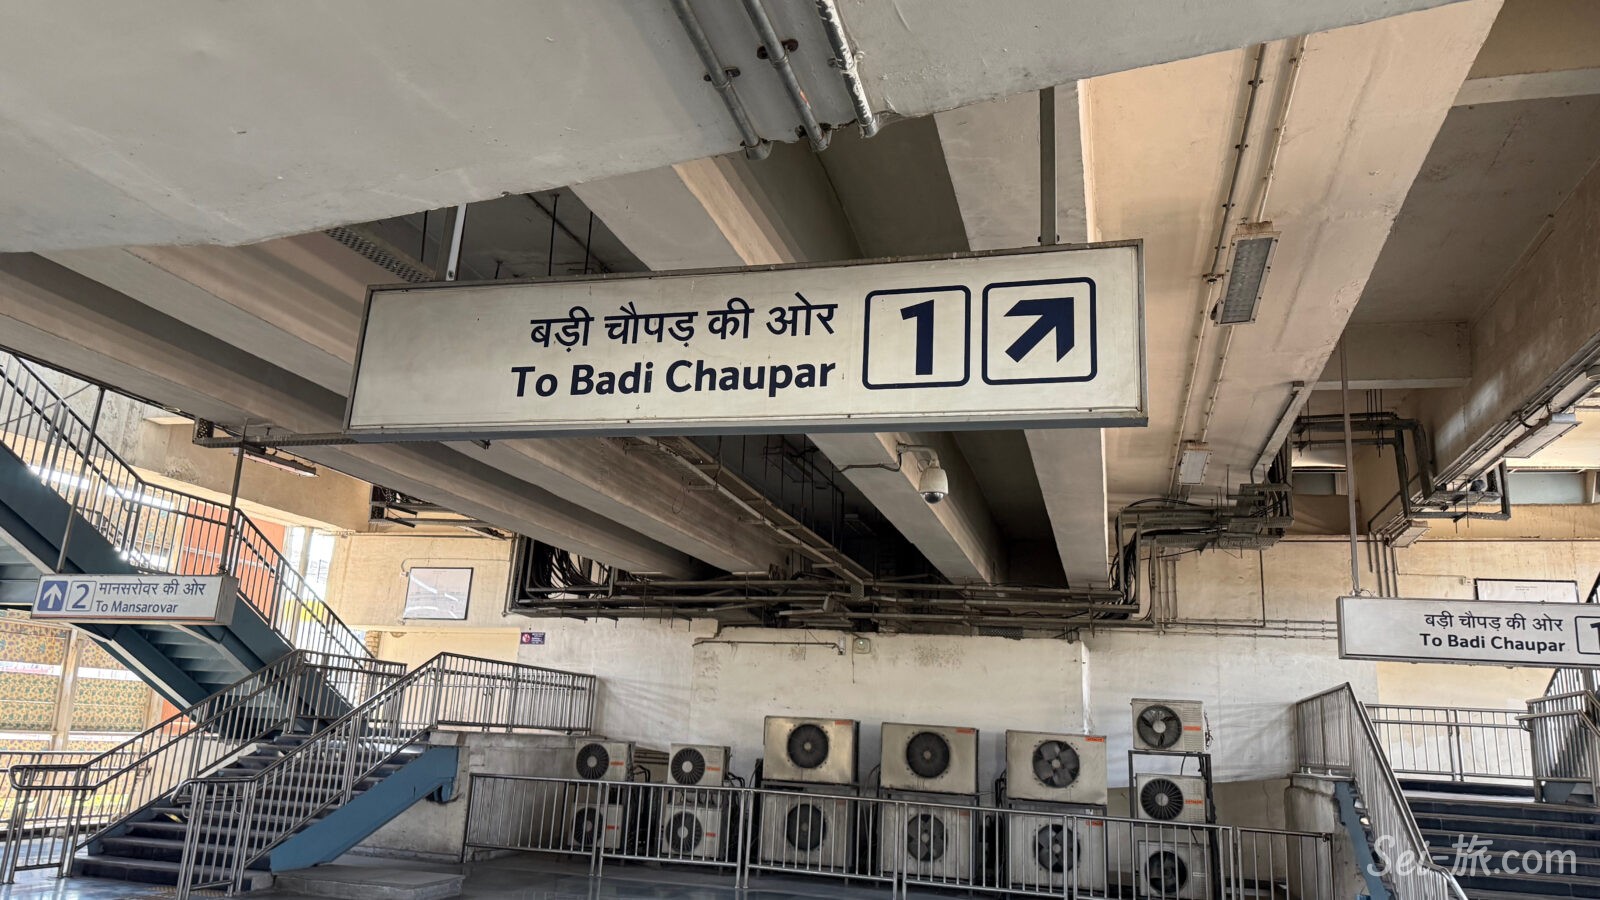 बड़ी चौपड़ की ओर
To Badi Chaupar
1
2
मानसरोवर की ओर
To Mansarovar
बड़ी चौपड़ की ओर
To Badi Chaupar
1
Sei-旅.com